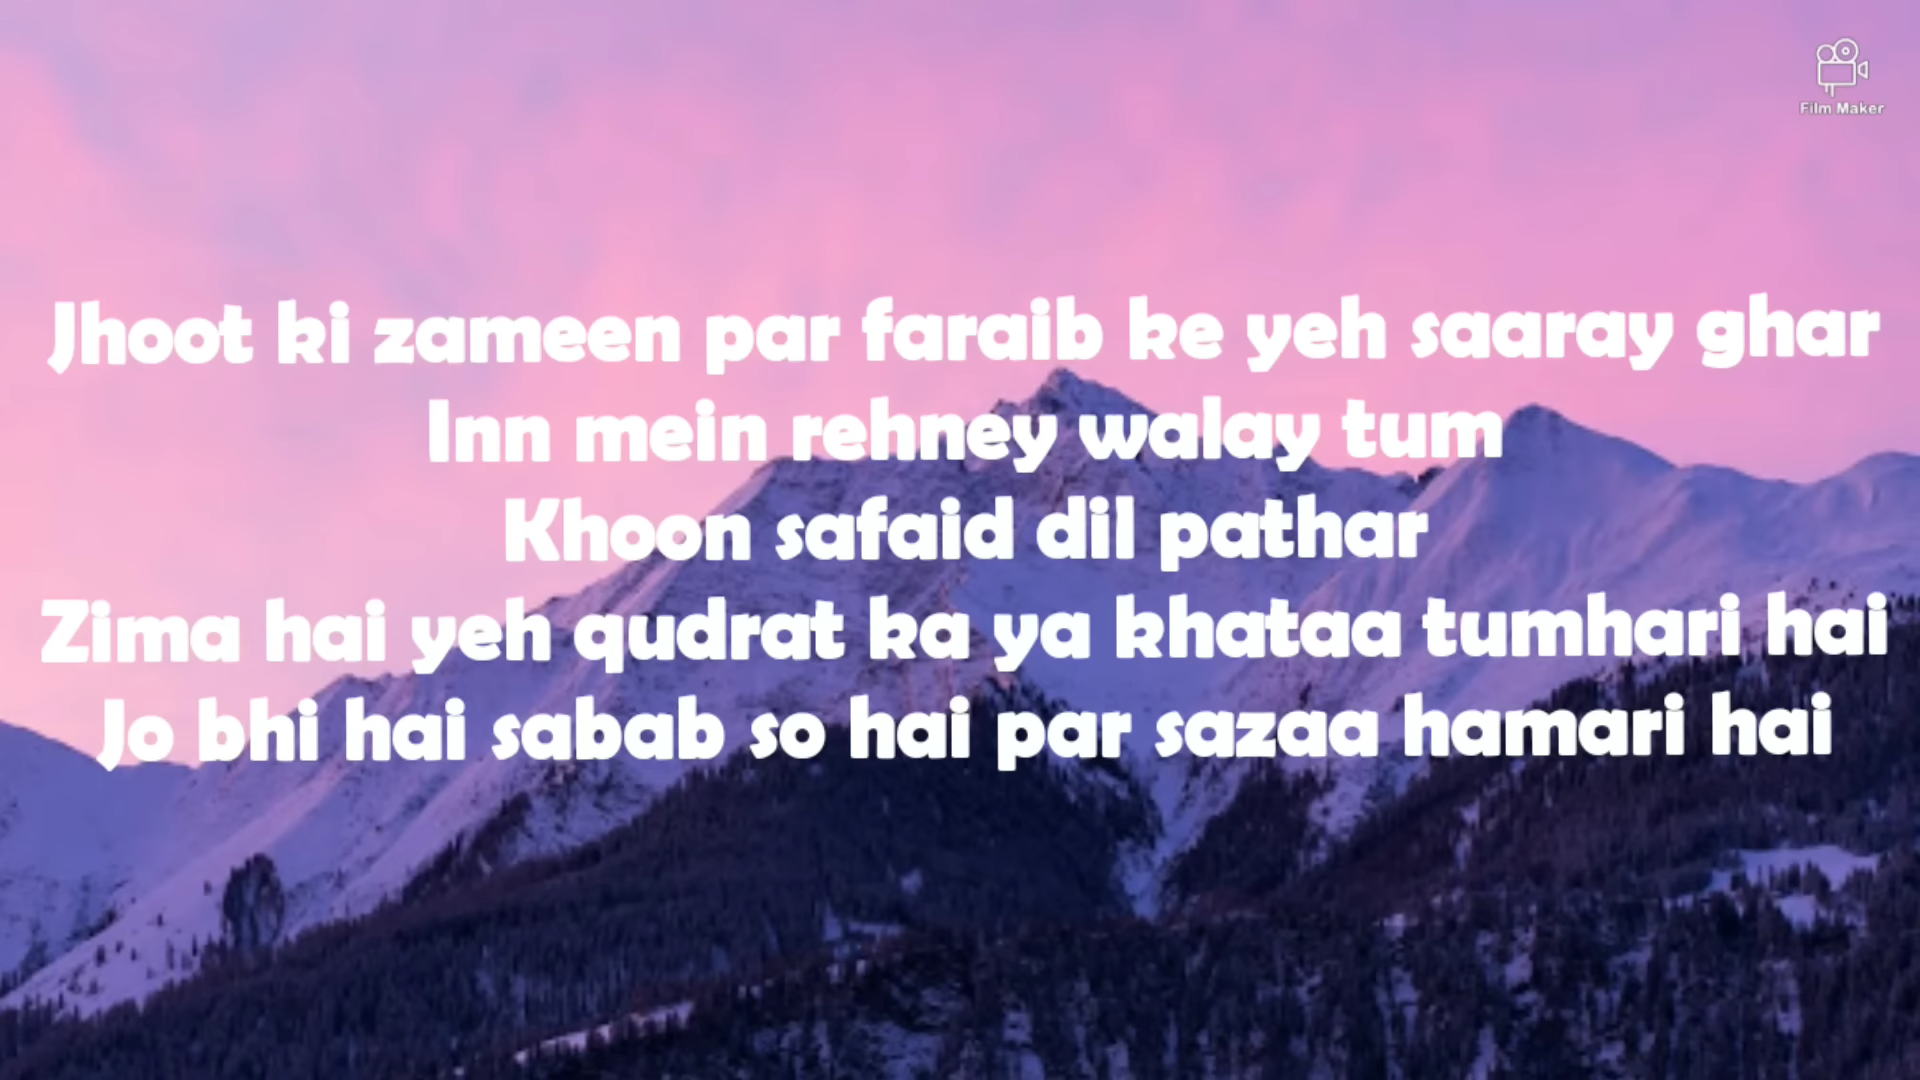 Film Maker
Jhoot ki zameen par faraib ke yeh saaray ghar
Inn mein rehney walay tum
Khoon safaid dil pathar
Zima hai yeh qudrat ka ya khataa tumhari hai
Jo bhi hai sabab so hai par sazaa hamari hai